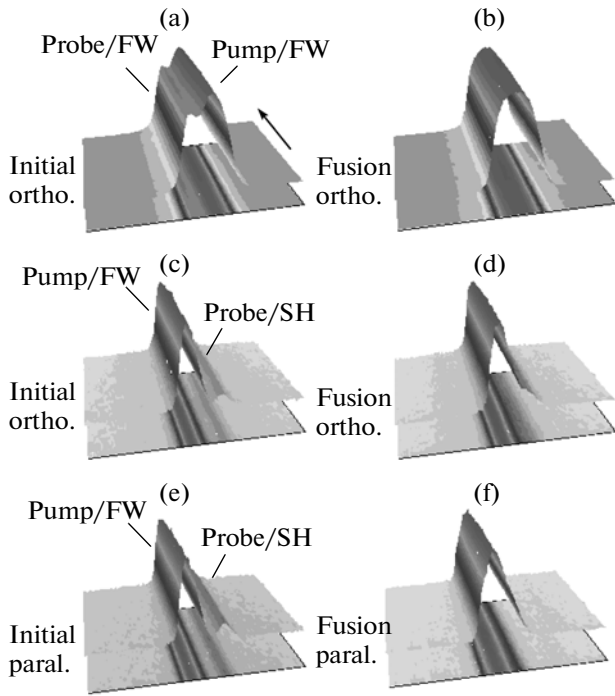 (a)
(b)
Probe/FW
Pump/FW
Initial
ortho.
Fusion
ortho.
(c)
(d)
Pump/FW
Probe/SH
Initial
ortho.
Fusion
ortho.
(e)
(f)
Pump/FW
Probe/SH
Initial
paral.
Fusion
paral.